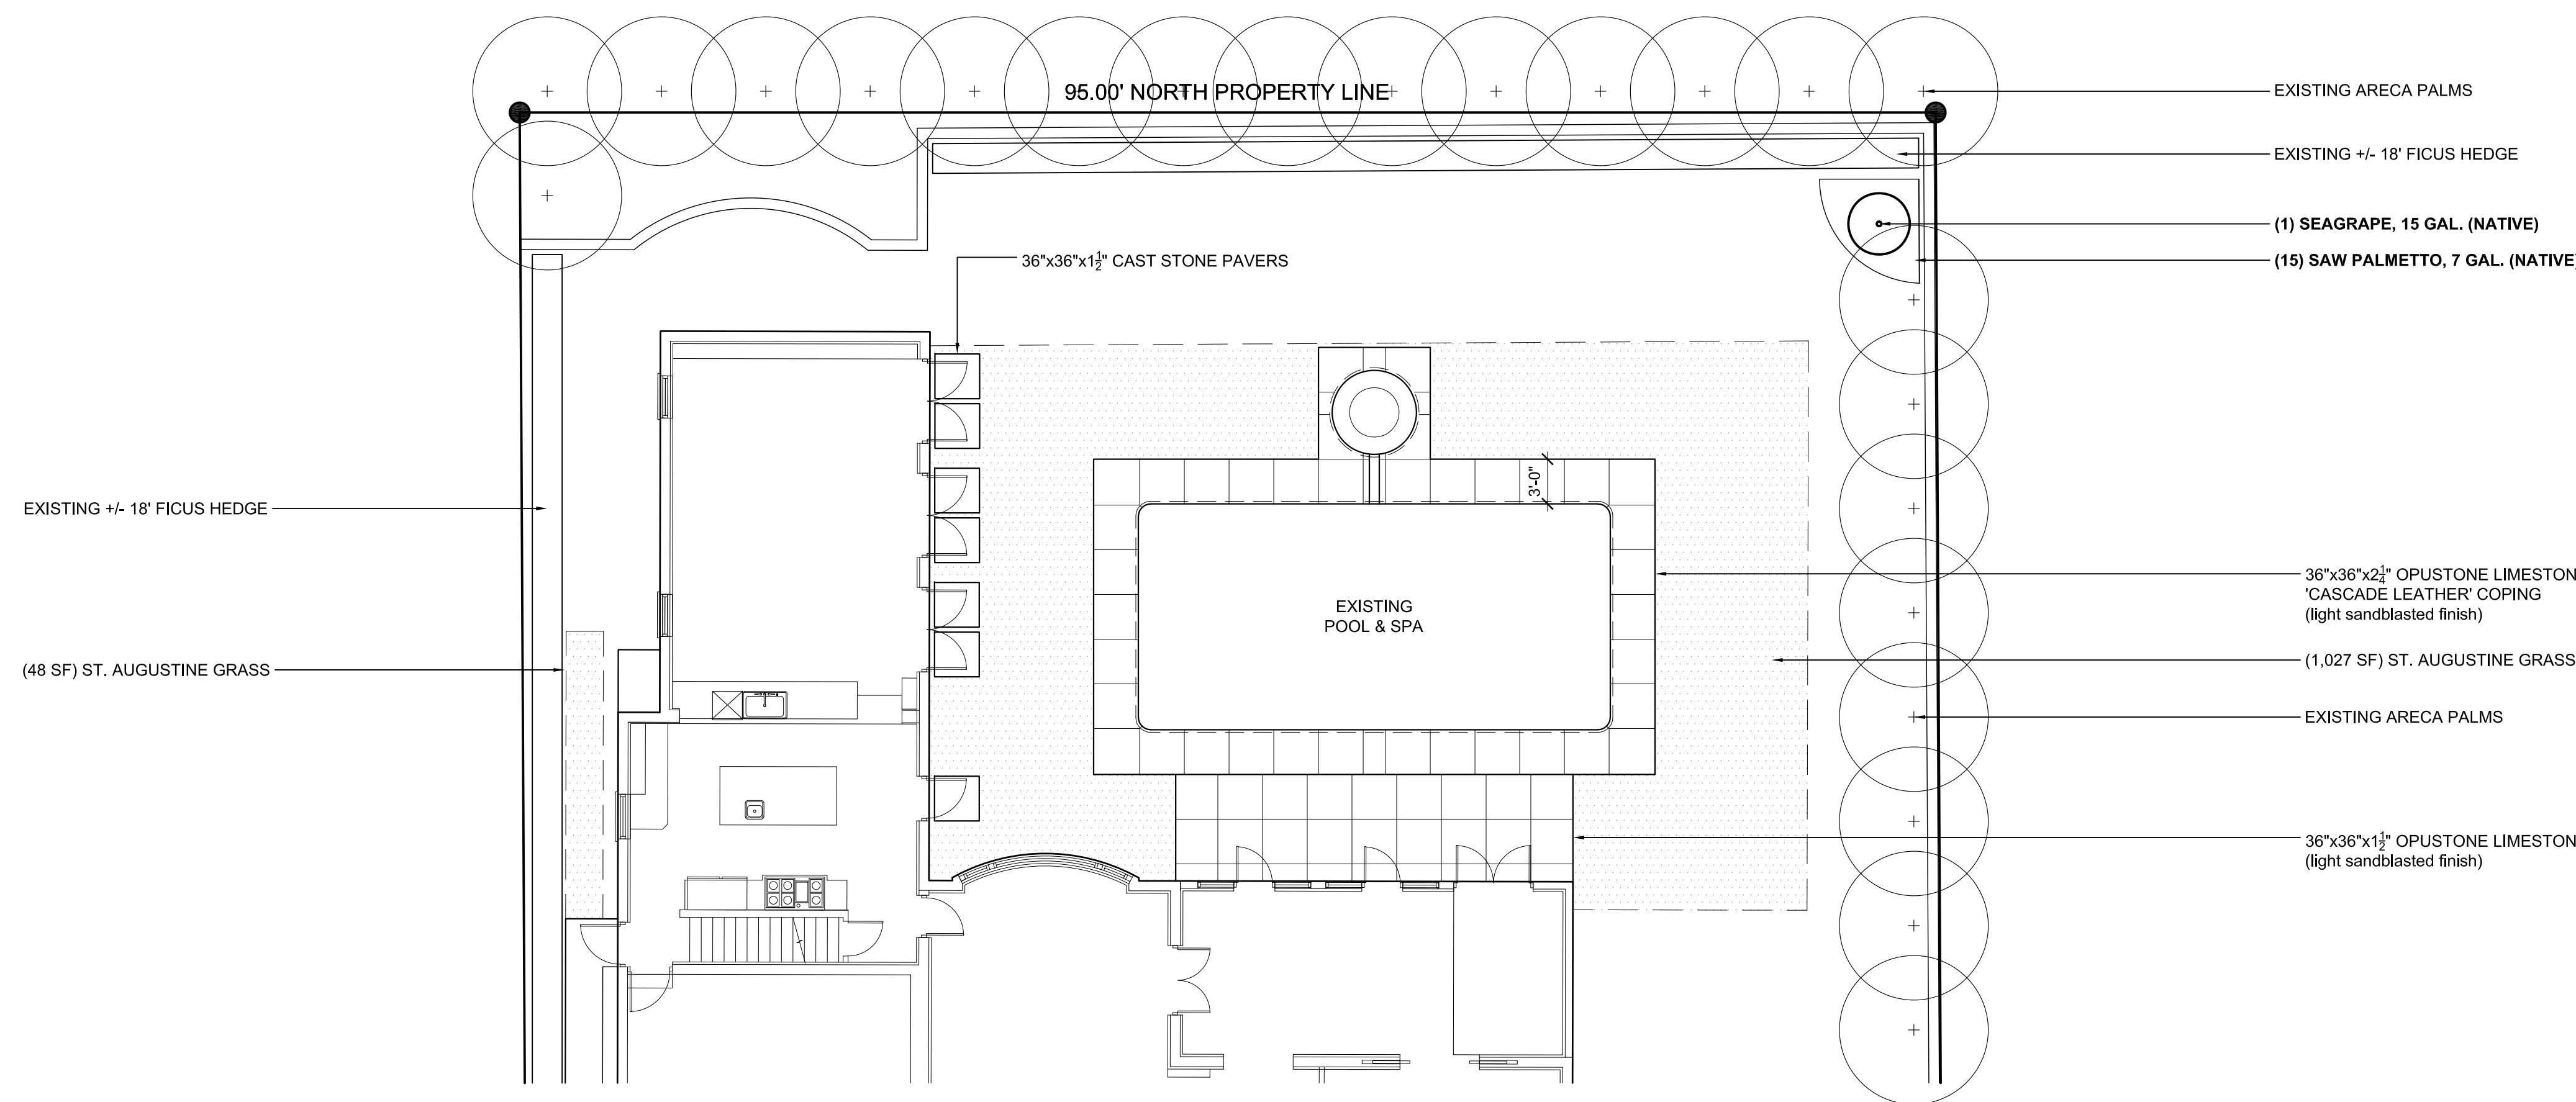 95.00' NORTH PROPERTY LINE
EXISTING ARECA PALMS
EXISTING +/- 18' FICUS HEDGE
(1) SEAGRAPE, 15 GAL. (NATIVE)
(15) SAW PALMETTO, 7 GAL. (NATIVE
36"x36"x1½" CAST STONE PAVERS
3'-0"
EXISTING +/- 18' FICUS HEDGE
EXISTING
POOL & SPA
36"x36"x2¼" OPUSTONE LIMESTON
'CASCADE LEATHER' COPING
(light sandblasted finish)
(48 SF) ST. AUGUSTINE GRASS
(1,027 SF) ST. AUGUSTINE GRASS
EXISTING ARECA PALMS
36"x36"x1½" OPUSTONE LIMESTON
(light sandblasted finish)